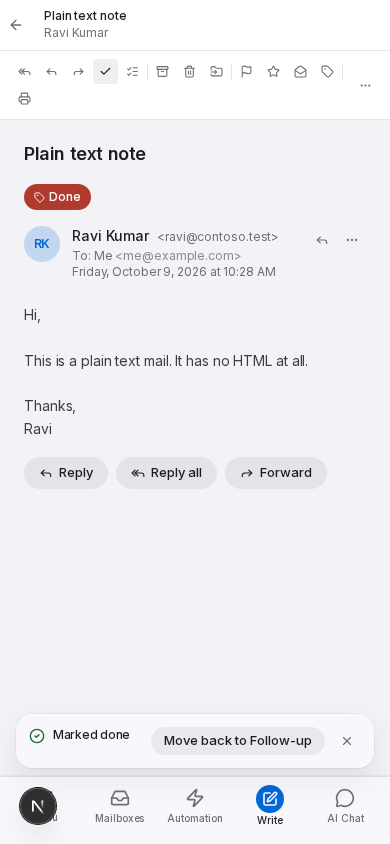 Plain text note
Ravi Kumar
Plain text note
Done
RK
Ravi Kumar <ravi@contoso.test>
To: Me <me@example.com>
Friday, October 9, 2026 at 10:28 AM
Hi,
This is a plain text mail. It has no HTML at all.
Thanks,
Ravi
Reply
Reply all
Forward
Marked done
Move back to Follow-up
N
Mailboxes
Automation
Write
AI Chat